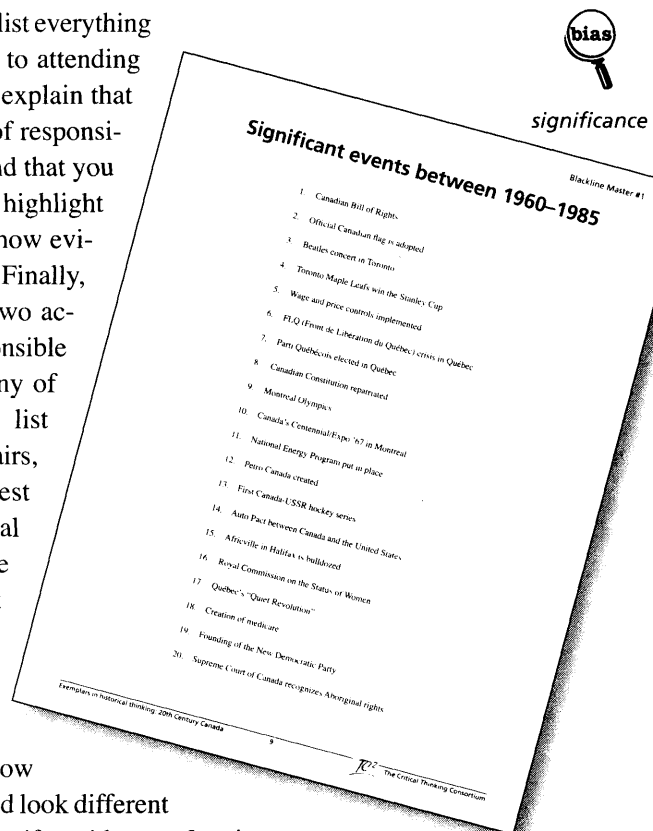 list everything
to attending
explain that
of responsi-
nd that you
highlight
how evi-
Finally,
wo ac-
onsible
ny of
list
airs,
est
al
e
ow
d look different
bias
significance
Blackline Master #1
Significant events between 1960–1985
1. Canadian Bill of Rights
2. Official Canadian flag is adopted
3. Beatles concert in Toronto
4. Toronto Maple Leafs win the Stanley Cup
5. Wage and price controls implemented
6. FLQ (Front de Libération du Québec) crisis in Québec
7. Parti Québécois elected in Québec
8. Canadian Constitution repatriated
9. Montreal Olympics
10. Canada's Centennial/Expo '67 in Montreal
11. National Energy Program put in place
12. Petro Canada created
13. First Canada-USSR hockey series
14. Auto Pact between Canada and the United States
15. Africville in Halifax is bulldozed
16. Royal Commission on the Status of Women
17. Québec's "Quiet Revolution"
18. Creation of medicare
19. Founding of the New Democratic Party
20. Supreme Court of Canada recognizes Aboriginal rights
Exemplars in historical thinking: 20th Century Canada
9
TC2 The Critical Thinking Consortium